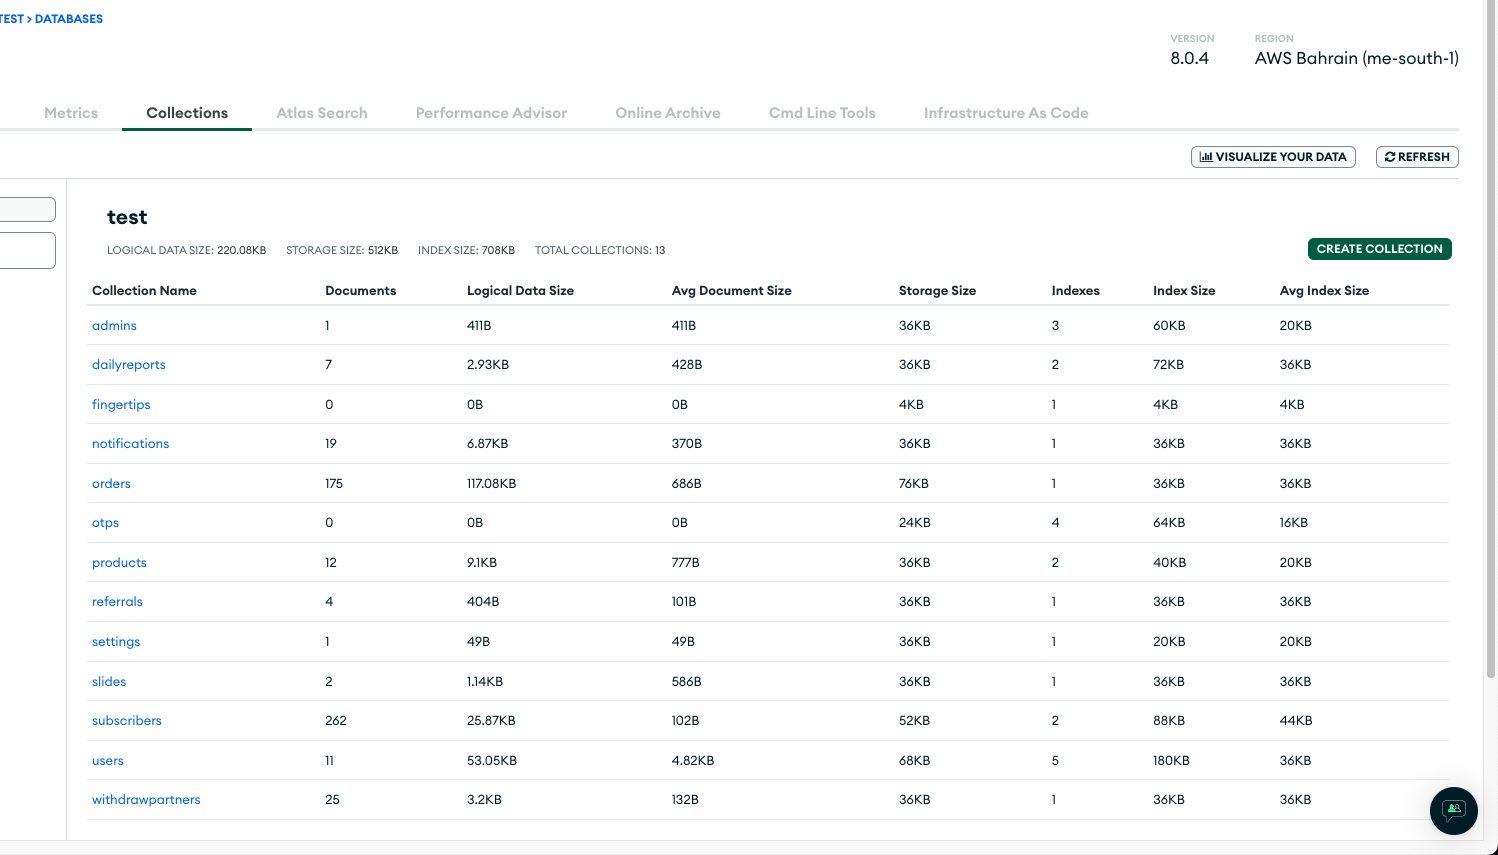 TEST > DATABASES
VERSION REGION
8.0.4 AWS Bahrain (me-south-1)
Metrics Collections Atlas Search Performance Advisor Online Archive Cmd Line Tools Infrastructure As Code
VISUALIZE YOUR DATA REFRESH
test
LOGICAL DATA SIZE: 220.08KB STORAGE SIZE: 512KB INDEX SIZE: 708KB TOTAL COLLECTIONS: 13 CREATE COLLECTION
Collection Name Documents Logical Data Size Avg Document Size Storage Size Indexes Index Size Avg Index Size
admins 1 411B 411B 36KB 3 60KB 20KB
dailyreports 7 2.93KB 428B 36KB 2 72KB 36KB
fingertips 0 0B 0B 4KB 1 4KB 4KB
notifications 19 6.87KB 370B 36KB 1 36KB 36KB
orders 175 117.08KB 686B 76KB 1 36KB 36KB
otps 0 0B 0B 24KB 4 64KB 16KB
products 12 9.1KB 777B 36KB 2 40KB 20KB
referrals 4 404B 101B 36KB 1 36KB 36KB
settings 1 49B 49B 36KB 1 20KB 20KB
slides 2 1.14KB 586B 36KB 1 36KB 36KB
subscribers 262 25.87KB 102B 52KB 2 88KB 44KB
users 11 53.05KB 4.82KB 68KB 5 180KB 36KB
withdrawpartners 25 3.2KB 132B 36KB 1 36KB 36KB